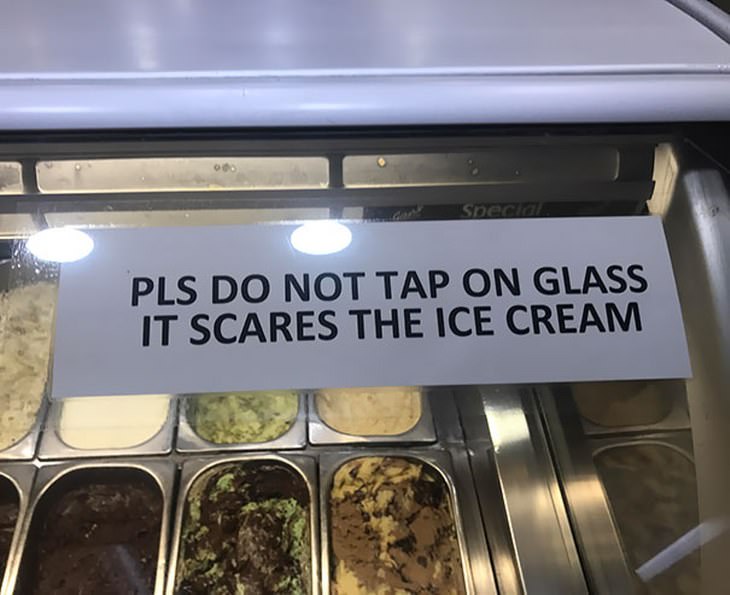 Special
PLS DO NOT TAP ON GLASS
IT SCARES THE ICE CREAM